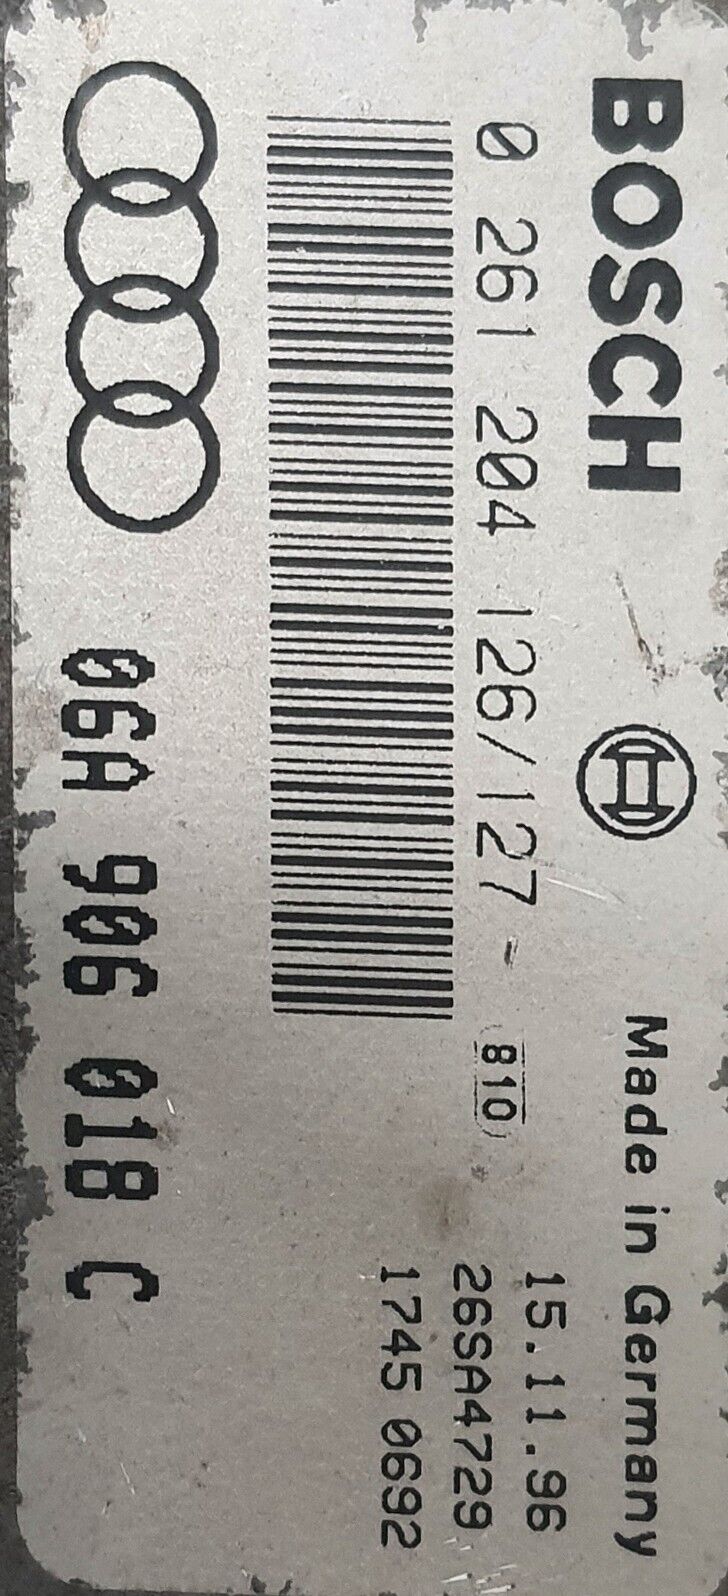 BOSCH
Made in Germany
0 261 204 126/127 - 810
15.11.96
26SA4729
1745 0692
06A 906 018 C